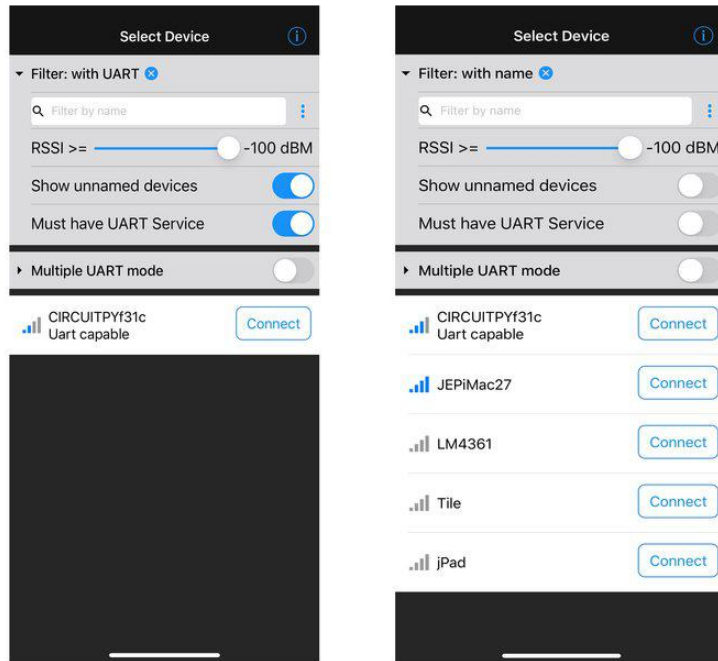 Select Device
Filter: with UART
Filter by name
RSSI >= -100 dBM
Show unnamed devices
Must have UART Service
Multiple UART mode
CIRCUITPYf31c
Uart capable
Connect
Select Device
Filter: with name
Filter by name
RSSI >= -100 dBM
Show unnamed devices
Must have UART Service
Multiple UART mode
CIRCUITPYf31c
Uart capable
Connect
JEPiMac27
Connect
LM4361
Connect
Tile
Connect
jPad
Connect